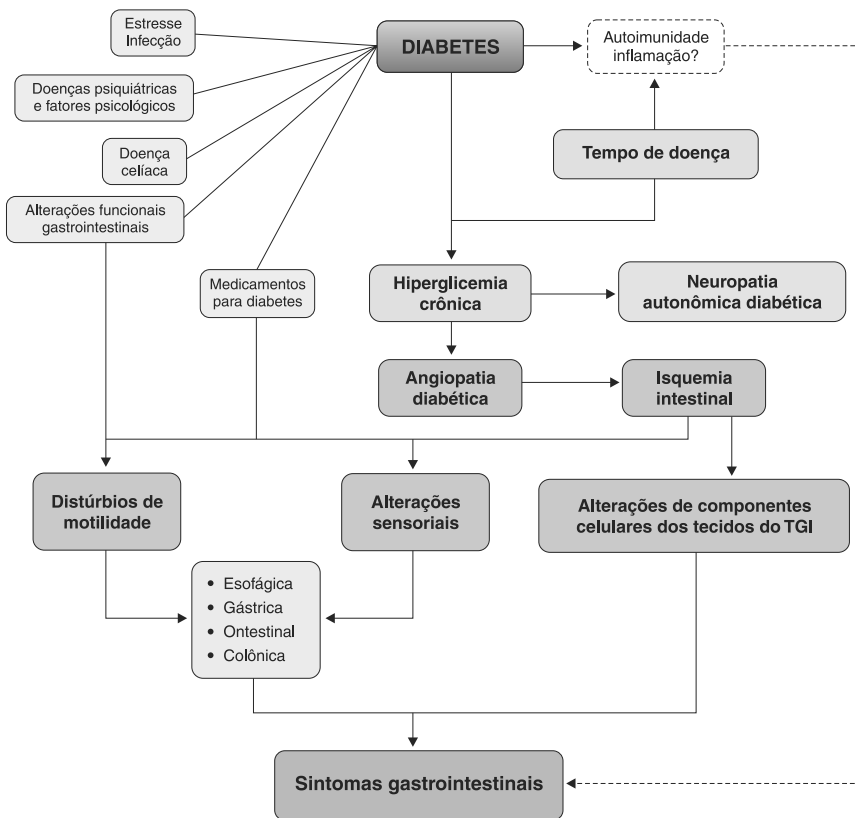 Estresse
Infecção
DIABETES
Autoimunidade
inflamação?
Doenças psiquiátricas
e fatores psicológicos
Doença
celíaca
Tempo de doença
Alterações funcionais
gastrointestinais
Medicamentos
para diabetes
Hiperglicemia
crônica
Neuropatia
autonômica diabética
Angiopatia
diabética
Isquemia
intestinal
Distúrbios de
motilidade
Alterações
sensoriais
Alterações de componentes
celulares dos tecidos do TGI
• Esofágica
• Gástrica
• Ontestinal
• Colônica
Sintomas gastrointestinais